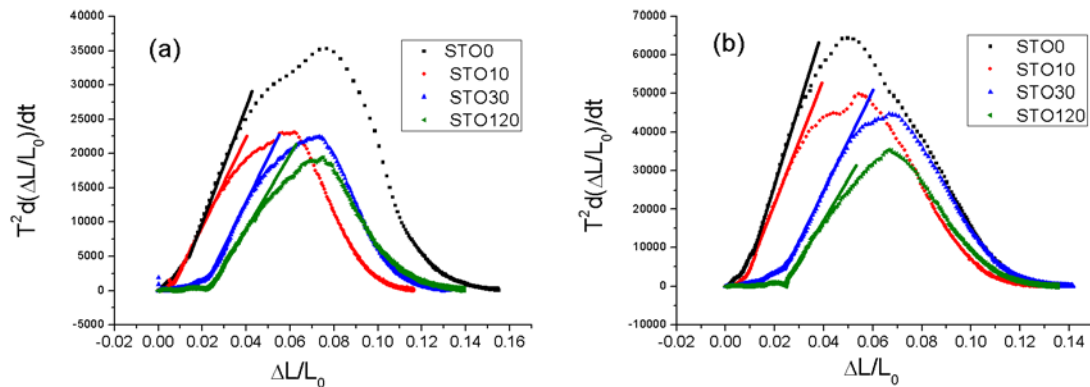 (a)
STO0
STO10
STO30
STO120
40000
35000
30000
25000
20000
15000
10000
5000
0
-5000
T²d(ΔL/L₀)/dt
-0.02 0.00 0.02 0.04 0.06 0.08 0.10 0.12 0.14 0.16
ΔL/L₀
(b)
STO0
STO10
STO30
STO120
70000
60000
50000
40000
30000
20000
10000
0
-10000
T²d(ΔL/L₀)/dt
-0.02 0.00 0.02 0.04 0.06 0.08 0.10 0.12 0.14
ΔL/L₀